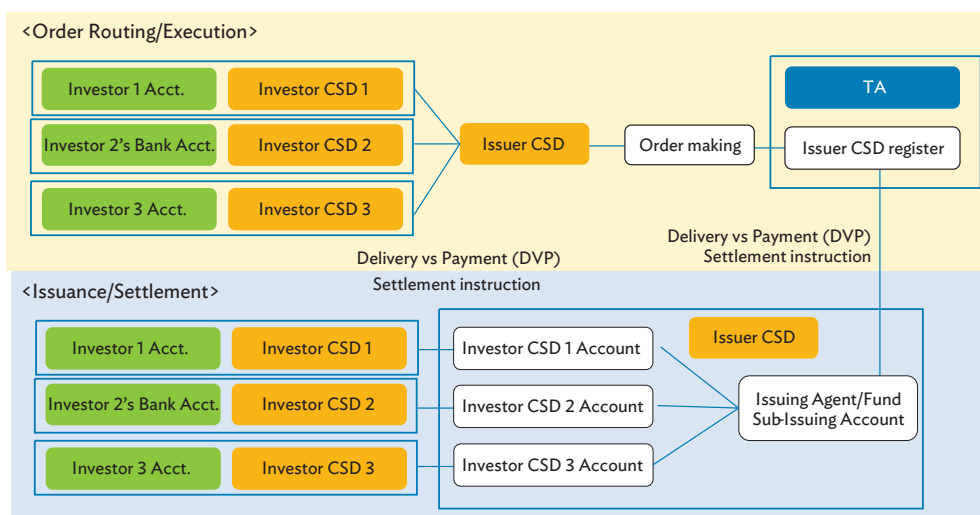 <Order Routing/Execution>
Investor 1 Acct.
Investor CSD 1
Investor 2's Bank Acct.
Investor CSD 2
Investor 3 Acct.
Investor CSD 3
Issuer CSD
Order making
TA
Issuer CSD register
Delivery vs Payment (DVP)
Settlement instruction
Delivery vs Payment (DVP)
Settlement instruction
<Issuance/Settlement>
Investor 1 Acct.
Investor CSD 1
Investor 2's Bank Acct.
Investor CSD 2
Investor 3 Acct.
Investor CSD 3
Investor CSD 1 Account
Investor CSD 2 Account
Investor CSD 3 Account
Issuer CSD
Issuing Agent/Fund
Sub-Issuing Account